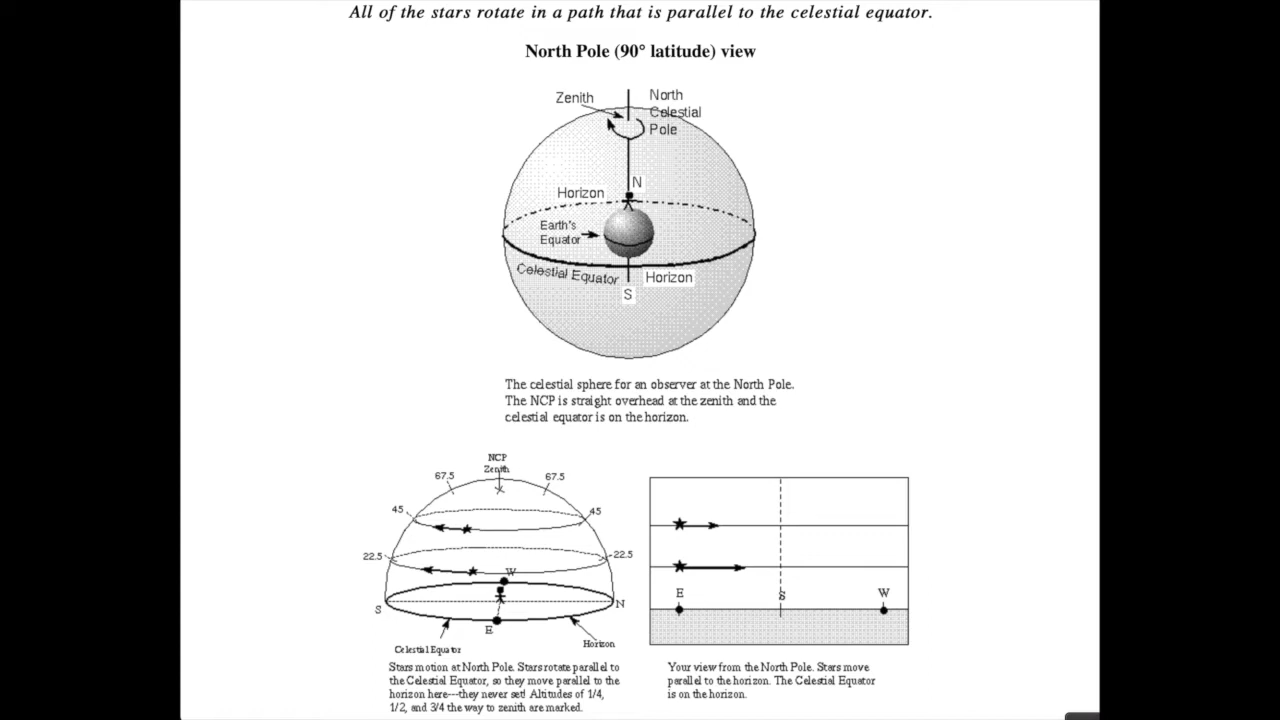 All of the stars rotate in a path that is parallel to the celestial equator.
North Pole (90° latitude) view
Zenith
North
Celestial
Pole
N
Horizon
Earth's
Equator
Celestial Equator
Horizon
S
The celestial sphere for an observer at the North Pole.
The NCP is straight overhead at the zenith and the
celestial equator is on the horizon.
NCP
Zenith
67.5
67.5
45
45
22.5
22.5
W
S
N
E
Celestial Equator
Horizon
Stars motion at North Pole. Stars rotate parallel to
the Celestial Equator, so they move parallel to the
horizon here---they never set! Altitudes of 1/4,
1/2, and 3/4 the way to zenith are marked.
E
S
W
Your view from the North Pole. Stars move
parallel to the horizon. The Celestial Equator
is on the horizon.